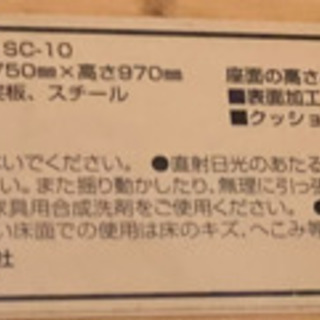 SC-10
750㎜×高さ970㎜ 座面の高さ
板、スチール ■表面加工
■クッショ
いでください。 ●直射日光のあたる
い。また揺り動かしたり、無理に引っ張
家具用合成洗剤をご使用ください。 ●
い床面での使用は床のキズ、へこみ等
社